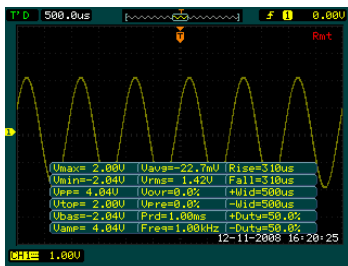 T'D 500.0us 1 0.00V
T
Rmt
1
Vmax= 2.00V Vavg=-22.7mV Rise=310us
Vmin=-2.04V Vrms= 1.42V Fall=310us
Vpp= 4.04V Vovr=0.0% +Wid=500us
Vtop= 2.00V Vpre=0.0% -Wid=500us
Vbas=-2.04V Prd=1.00ms +Duty=50.0%
Vamp= 4.04V Freq=1.00kHz -Duty=50.0%
12-11-2008 16:20:25
CH1 1.00V